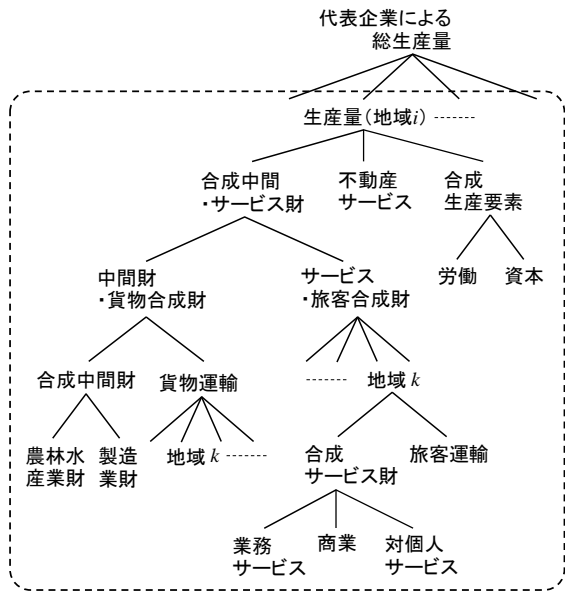 代表企業による
総生産量
生産量(地域i)
合成中間
・サービス財
不動産
サービス
合成
生産要素
労働
資本
中間財
・貨物合成財
サービス
・旅客合成財
合成中間財
貨物運輸
地域 k
農林水
産業財
製造
業財
地域 k
合成
サービス財
旅客運輸
業務
サービス
商業
対個人
サービス